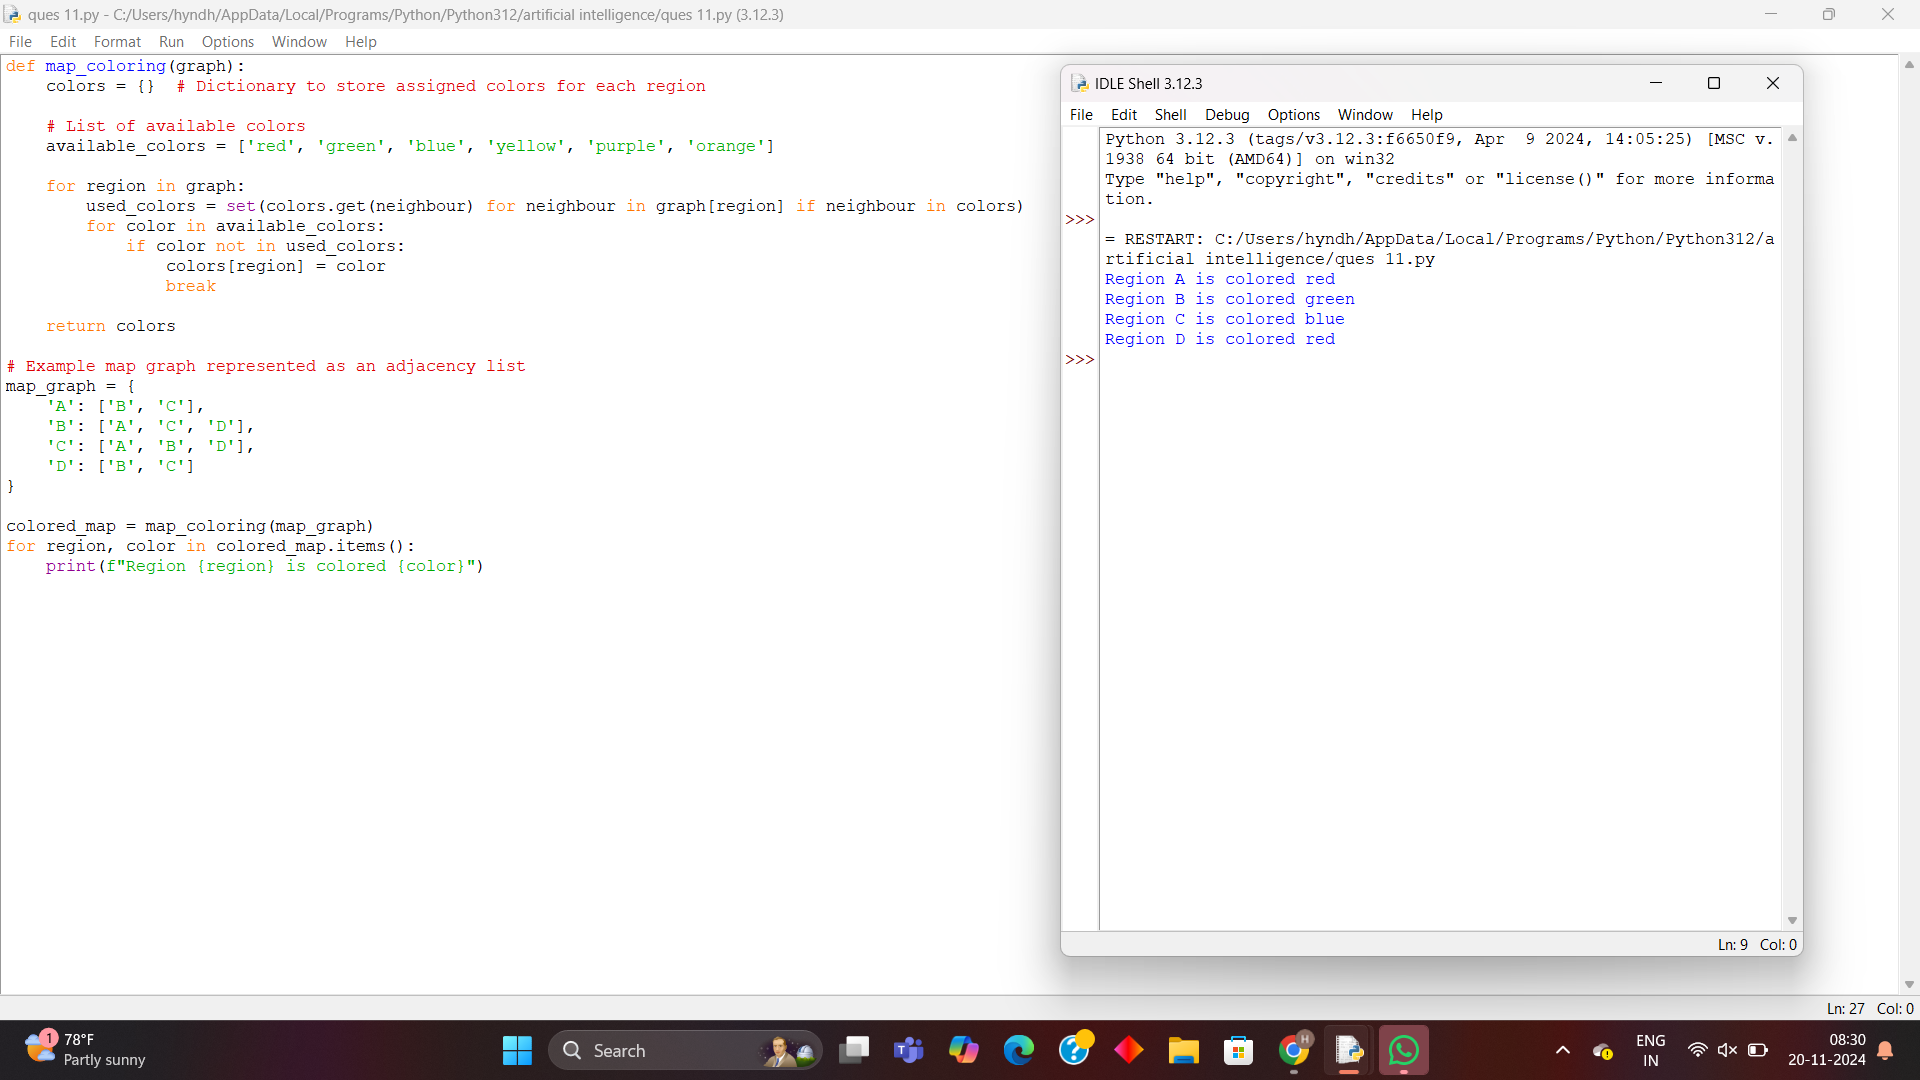 ques 11.py - C:/Users/hyndh/AppData/Local/Programs/Python/Python312/artificial intelligence/ques 11.py (3.12.3)
File Edit Format Run Options Window Help
def map_coloring(graph):
    colors = {}  # Dictionary to store assigned colors for each region
    # List of available colors
    available_colors = ['red', 'green', 'blue', 'yellow', 'purple', 'orange']
    for region in graph:
        used_colors = set(colors.get(neighbour) for neighbour in graph[region] if neighbour in colors)
        for color in available_colors:
            if color not in used_colors:
                colors[region] = color
                break
    return colors
# Example map graph represented as an adjacency list
map_graph = {
    'A': ['B', 'C'],
    'B': ['A', 'C', 'D'],
    'C': ['A', 'B', 'D'],
    'D': ['B', 'C']
}
colored_map = map_coloring(map_graph)
for region, color in colored_map.items():
    print(f"Region {region} is colored {color}")
Ln: 27 Col: 0
IDLE Shell 3.12.3
File Edit Shell Debug Options Window Help
Python 3.12.3 (tags/v3.12.3:f6650f9, Apr  9 2024, 14:05:25) [MSC v.
1938 64 bit (AMD64)] on win32
Type "help", "copyright", "credits" or "license()" for more informa
tion.
>>>
= RESTART: C:/Users/hyndh/AppData/Local/Programs/Python/Python312/a
rtificial intelligence/ques 11.py
Region A is colored red
Region B is colored green
Region C is colored blue
Region D is colored red
>>>
Ln: 9 Col: 0
1
78°F
Partly sunny
Search
H
ENG
IN
08:30
20-11-2024